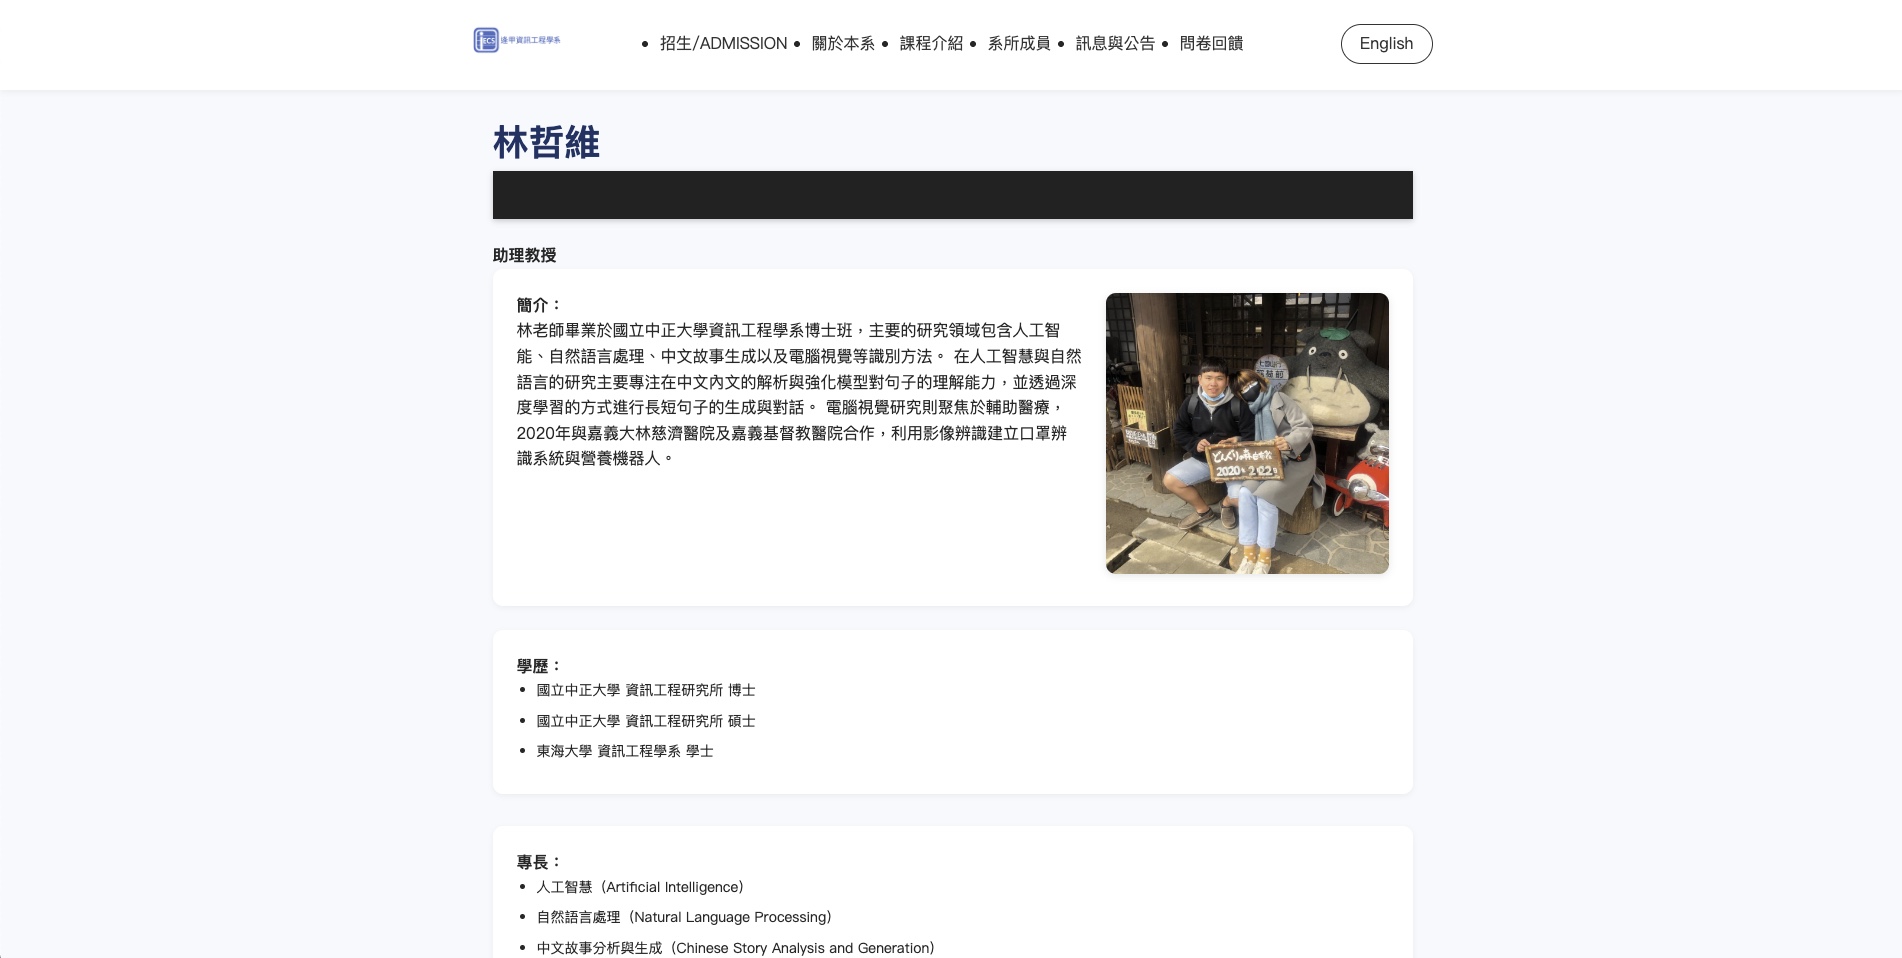 逢甲資訊工程學系
招生/ADMISSION
關於本系
課程介紹
系所成員
訊息與公告
問卷回饋
English
林哲維
助理教授
簡介：
林老師畢業於國立中正大學資訊工程學系博士班，主要的研究領域包含人工智
能、自然語言處理、中文故事生成以及電腦視覺等識別方法。 在人工智慧與自然
語言的研究主要專注在中文內文的解析與強化模型對句子的理解能力，並透過深
度學習的方式進行長短句子的生成與對話。 電腦視覺研究則聚焦於輔助醫療，
2020年與嘉義大林慈濟醫院及嘉義基督教醫院合作，利用影像辨識建立口罩辨
識系統與營養機器人。
どんぐりの森
學歷：
國立中正大學 資訊工程研究所 博士
國立中正大學 資訊工程研究所 碩士
東海大學 資訊工程學系 學士
專長：
人工智慧（Artificial Intelligence）
自然語言處理（Natural Language Processing）
中文故事分析與生成（Chinese Story Analysis and Generation）